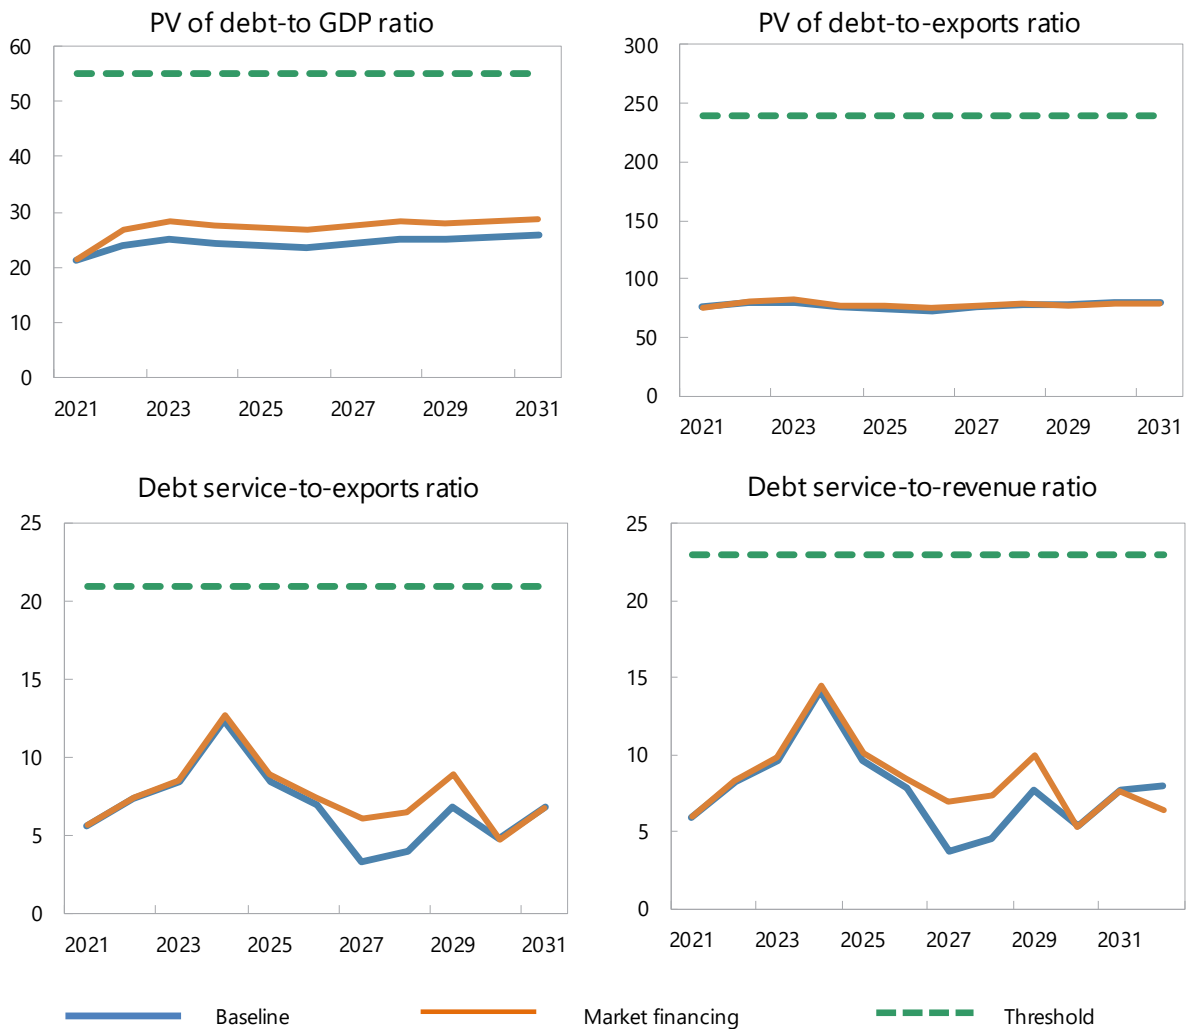 PV of debt-to GDP ratio
60
50
40
30
20
10
0
2021 2023 2025 2027 2029 2031
PV of debt-to-exports ratio
300
250
200
150
100
50
0
2021 2023 2025 2027 2029 2031
Debt service-to-exports ratio
25
20
15
10
5
0
2021 2023 2025 2027 2029 2031
Debt service-to-revenue ratio
25
20
15
10
5
0
2021 2023 2025 2027 2029 2031
Baseline Market financing Threshold